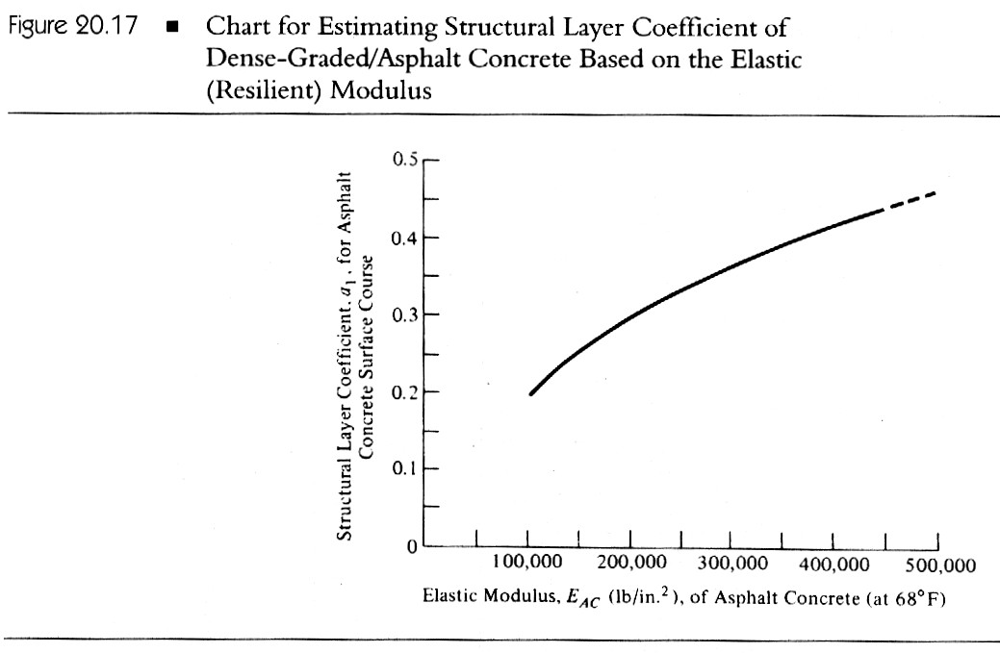 Figure 20.17 ■ Chart for Estimating Structural Layer Coefficient of
Dense-Graded/Asphalt Concrete Based on the Elastic
(Resilient) Modulus
Structural Layer Coefficient, a₁, for Asphalt
Concrete Surface Course
0.5
0.4
0.3
0.2
0.1
0
100,000 200,000 300,000 400,000 500,000
Elastic Modulus, E_AC (lb/in.²), of Asphalt Concrete (at 68°F)